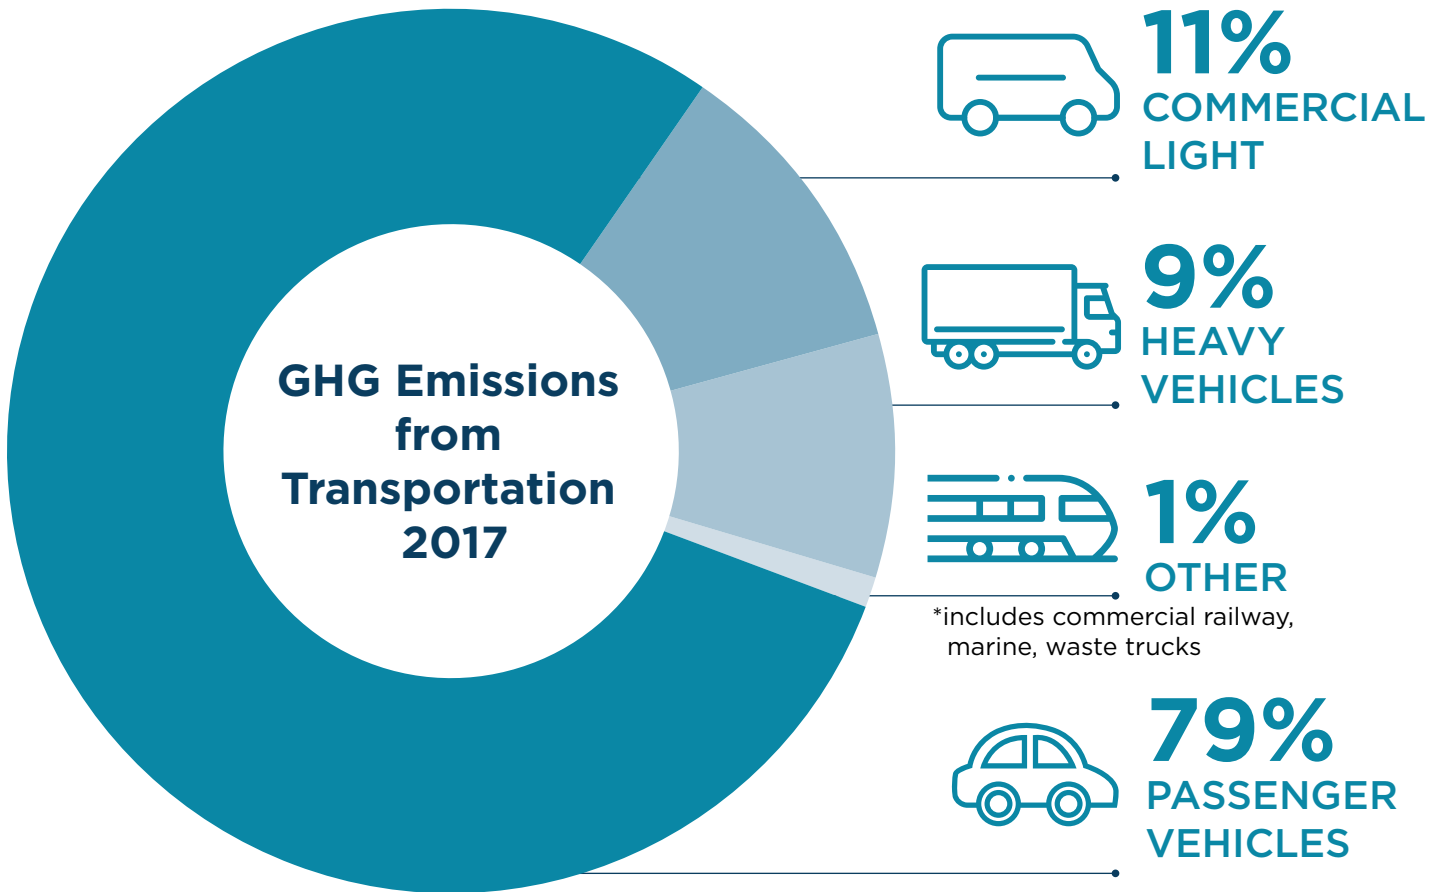 GHG Emissions
from
Transportation
2017
11%
COMMERCIAL
LIGHT
9%
HEAVY
VEHICLES
1%
OTHER
*includes commercial railway,
marine, waste trucks
79%
PASSENGER
VEHICLES